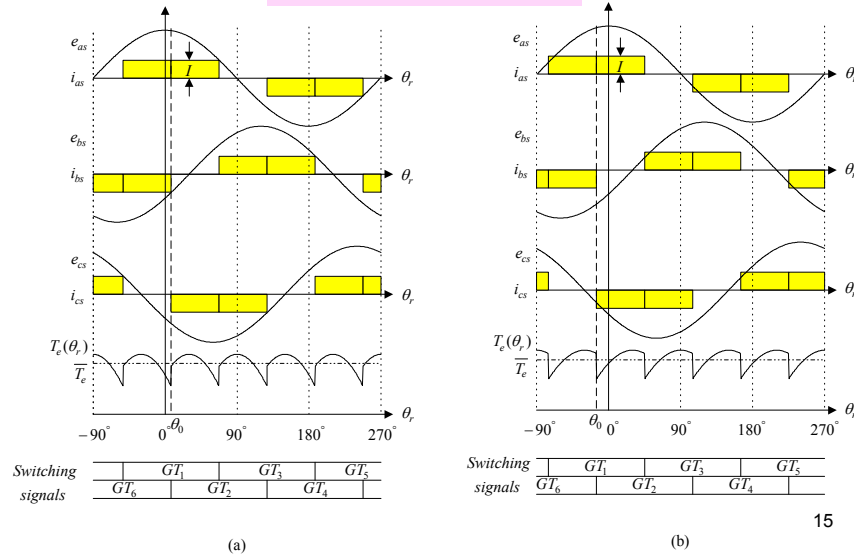 e_as
I
i_as
θ_r
e_bs
i_bs
θ_r
e_cs
i_cs
θ_r
T_e(θ_r)
T̅_e
θ_r
−90° 0° θ_0 90° 180° 270°
Switching signals
GT_1 GT_3 GT_5
GT_6 GT_2 GT_4
(a)
e_as
I
i_as
θ_r
e_bs
i_bs
θ_r
e_cs
i_cs
θ_r
T_e(θ_r)
T̅_e
θ_r
−90° θ_0 0° 90° 180° 270°
Switching signals
GT_1 GT_3 GT_5
GT_6 GT_2 GT_4
(b)
15